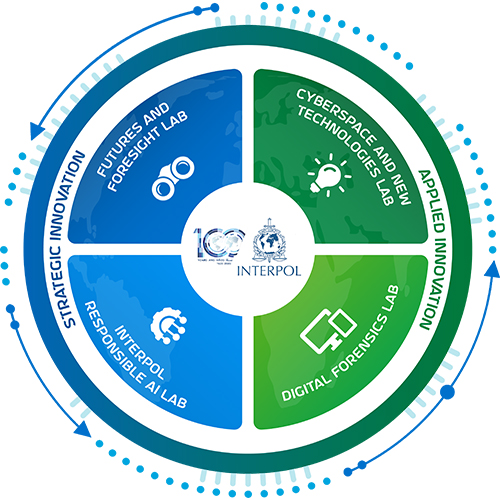 STRATEGIC INNOVATION
FUTURES AND
FORESIGHT LAB
CYBERSPACE AND NEW
TECHNOLOGIES LAB
APPLIED INNOVATION
100
INTERPOL
INTERPOL
RESPONSIBLE AI LAB
DIGITAL FORENSICS LAB